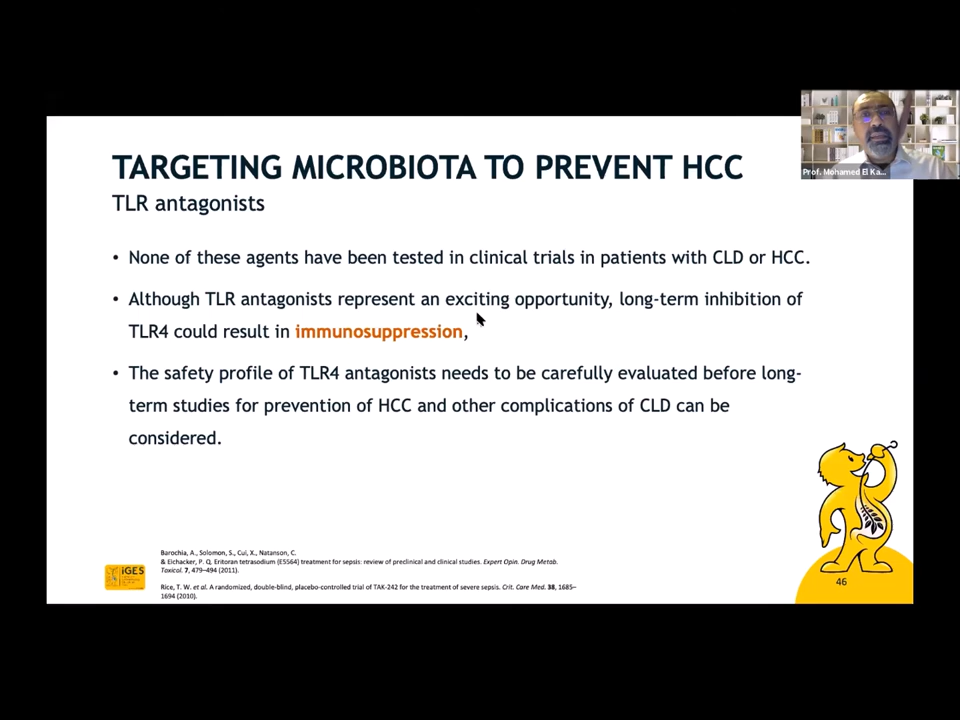 TARGETING MICROBIOTA TO PREVENT HCC
TLR antagonists
Prof. Mohamed El Ka...
• None of these agents have been tested in clinical trials in patients with CLD or HCC.
• Although TLR antagonists represent an exciting opportunity, long-term inhibition of
TLR4 could result in immunosuppression,
• The safety profile of TLR4 antagonists needs to be carefully evaluated before long-
term studies for prevention of HCC and other complications of CLD can be
considered.
Barochia, A., Solomon, S., Cui, X., Natanson, C.
& Eichacker, P. Q. Eritoran tetrasodium (E5564) treatment for sepsis: review of preclinical and clinical studies. Expert Opin. Drug Metab.
Toxicol. 7, 479–494 (2011).
Rice, T. W. et al. A randomized, double-blind, placebo-controlled trial of TAK-242 for the treatment of severe sepsis. Crit. Care Med. 38, 1685–
1694 (2010).
iGES
46